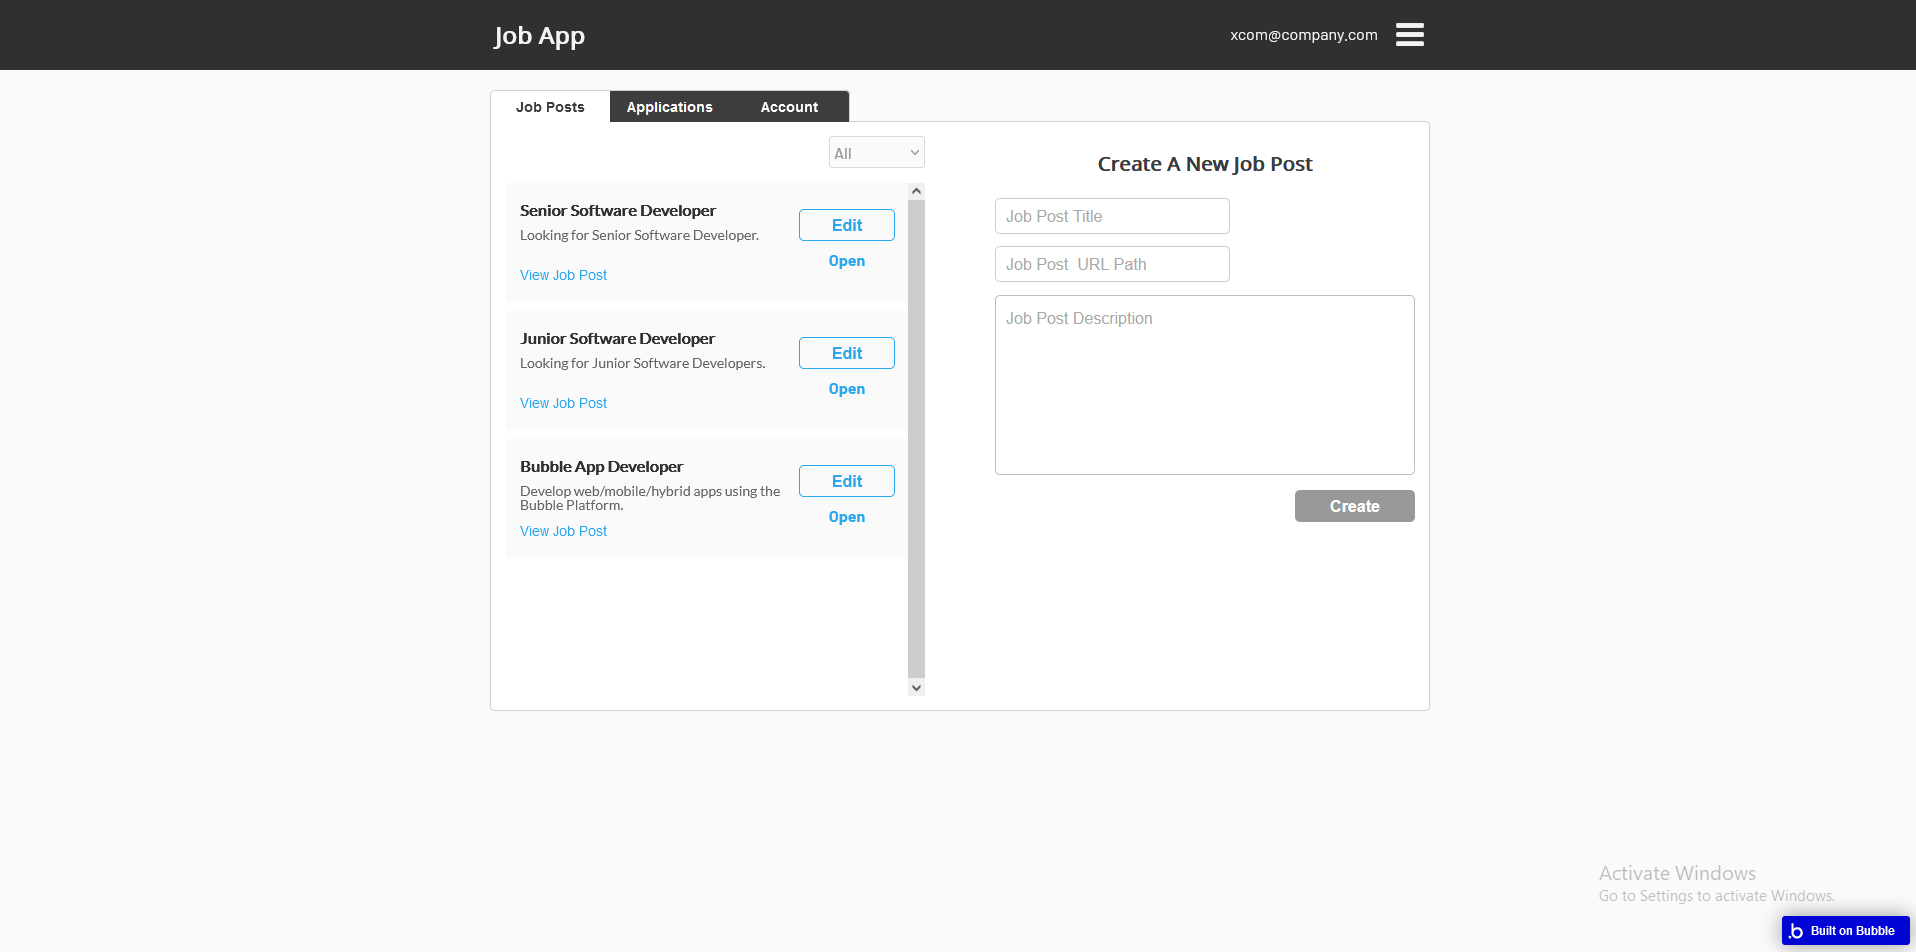 Job App
xcom@company.com
Job Posts
Applications
Account
All
Senior Software Developer
Looking for Senior Software Developer.
View Job Post
Edit
Open
Junior Software Developer
Looking for Junior Software Developers.
View Job Post
Edit
Open
Bubble App Developer
Develop web/mobile/hybrid apps using the
Bubble Platform.
View Job Post
Edit
Open
Create A New Job Post
Job Post Title
Job Post  URL Path
Job Post Description
Create
Activate Windows
Go to Settings to activate Windows.
.b Built on Bubble